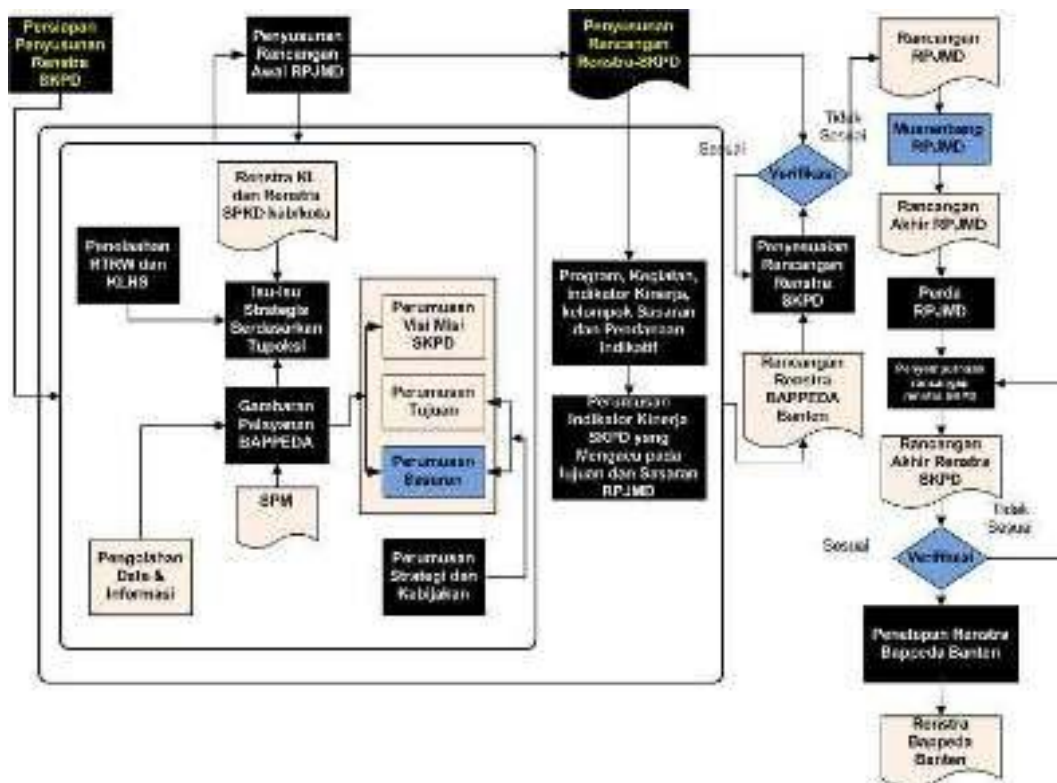 Persiapan
Penyusunan
Renstra
SKPD
Penyusunan
Rancangan
Awal RPJMD
Penyusunan
Rancangan
Renstra-SKPD
Rancangan
RPJMD
Tidak
Sesuai
Sesuai
Verifikasi
Musrenbang
RPJMD
Rancangan
Akhir RPJMD
Renstra KL
dan Renstra
SPKD kab/kota
Penelaahan
RTRW dan
KLHS
Isu-Isu
Strategis
Berdasarkan
Tupoksi
Perumusan
Visi Misi
SKPD
Program, Kegiatan,
Indikator Kinerja,
kelompok Sasaran
dan Pendanaan
Indikatif
Penyesuaian
Rancangan
Renstra
SKPD
Perda
RPJMD
Gambaran
Pelayanan
BAPPEDA
Perumusan
Tujuan
Perumusan
Sasaran
Perumusan
Indikator Kinerja
SKPD yang
Mengacu pada
tujuan dan Sasaran
RPJMD
Rancangan
Renstra
BAPPEDA
Banten
Penyempurnaan
rancangan
renstra SKPD
Rancangan
Akhir Renstra
SKPD
SPM
Pengolahan
Data &
Informasi
Perumusan
Strategi dan
Kebijakan
Tidak
Sesuai
Sesuai
Verifikasi
Penetapan Renstra
Bappeda Banten
Renstra
Bappeda
Banten